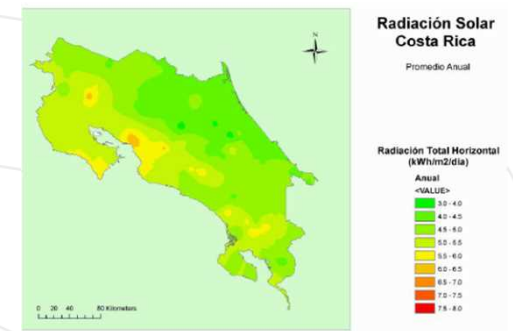 Radiación Solar
Costa Rica
Promedio Anual
N
Radiación Total Horizontal
(kWh/m2/dia)
Anual
<VALUE>
3.0 - 4.0
4.0 - 4.5
4.5 - 5.0
5.0 - 5.5
5.5 - 6.0
6.0 - 6.5
6.5 - 7.0
7.0 - 7.5
7.5 - 8.0
0 20 40 80 Kilometers